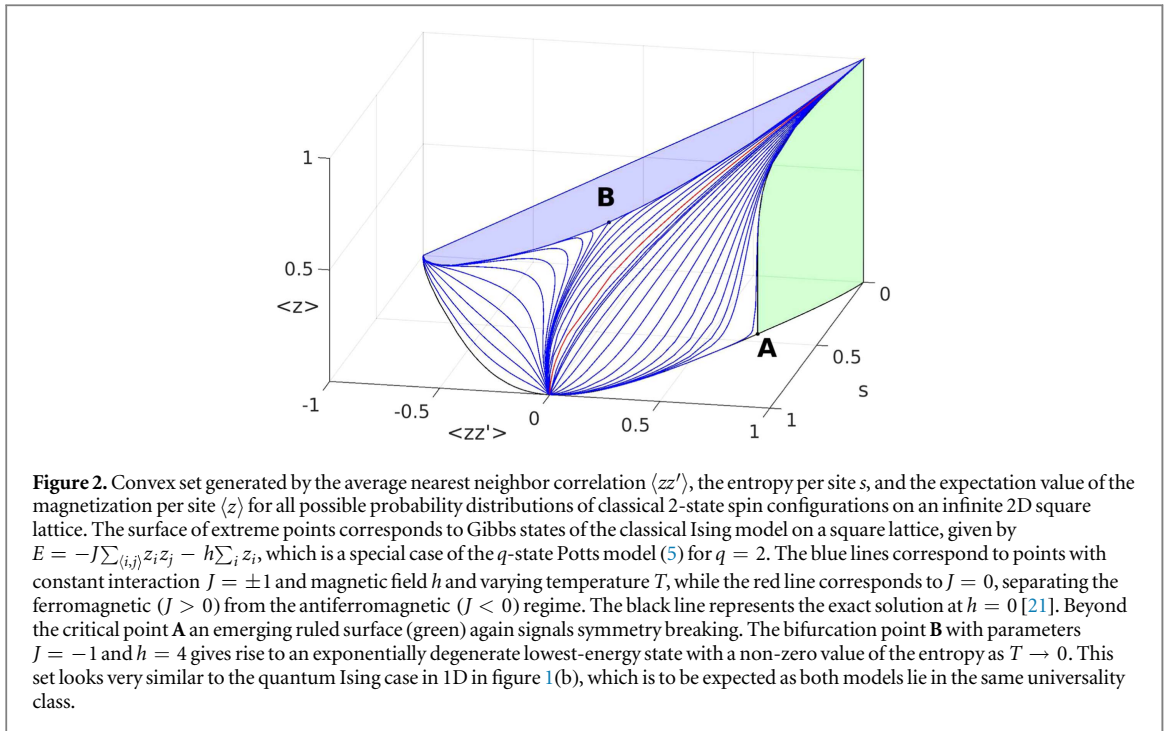 B
1
0.5
<z>
0
A
0.5
s
-1
-0.5
0
<zz'>
0.5
1
1
Figure 2. Convex set generated by the average nearest neighbor correlation ⟨zz′⟩, the entropy per site s, and the expectation value of the
magnetization per site ⟨z⟩ for all possible probability distributions of classical 2-state spin configurations on an infinite 2D square
lattice. The surface of extreme points corresponds to Gibbs states of the classical Ising model on a square lattice, given by
E = −J∑⟨i,j⟩ zizj − h∑i zi, which is a special case of the q-state Potts model (5) for q = 2. The blue lines correspond to points with
constant interaction J = ±1 and magnetic field h and varying temperature T, while the red line corresponds to J = 0, separating the
ferromagnetic (J > 0) from the antiferromagnetic (J < 0) regime. The black line represents the exact solution at h = 0 [21]. Beyond
the critical point A an emerging ruled surface (green) again signals symmetry breaking. The bifurcation point B with parameters
J = −1 and h = 4 gives rise to an exponentially degenerate lowest-energy state with a non-zero value of the entropy as T → 0. This
set looks very similar to the quantum Ising case in 1D in figure 1(b), which is to be expected as both models lie in the same universality
class.